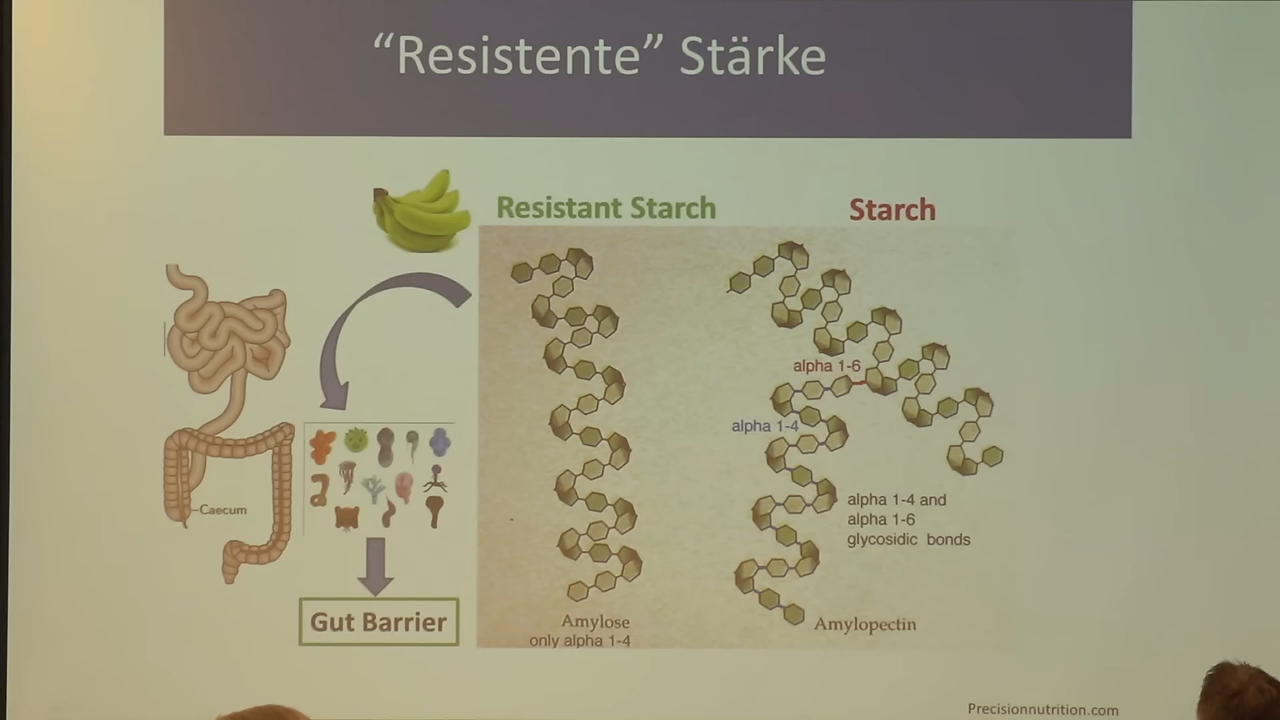 “Resistente” Stärke
Resistant Starch
Starch
alpha 1-6
alpha 1-4
alpha 1-4 and
alpha 1-6
glycosidic bonds
Caecum
Gut Barrier
Amylose
only alpha 1-4
Amylopectin
Precisionnutrition.com